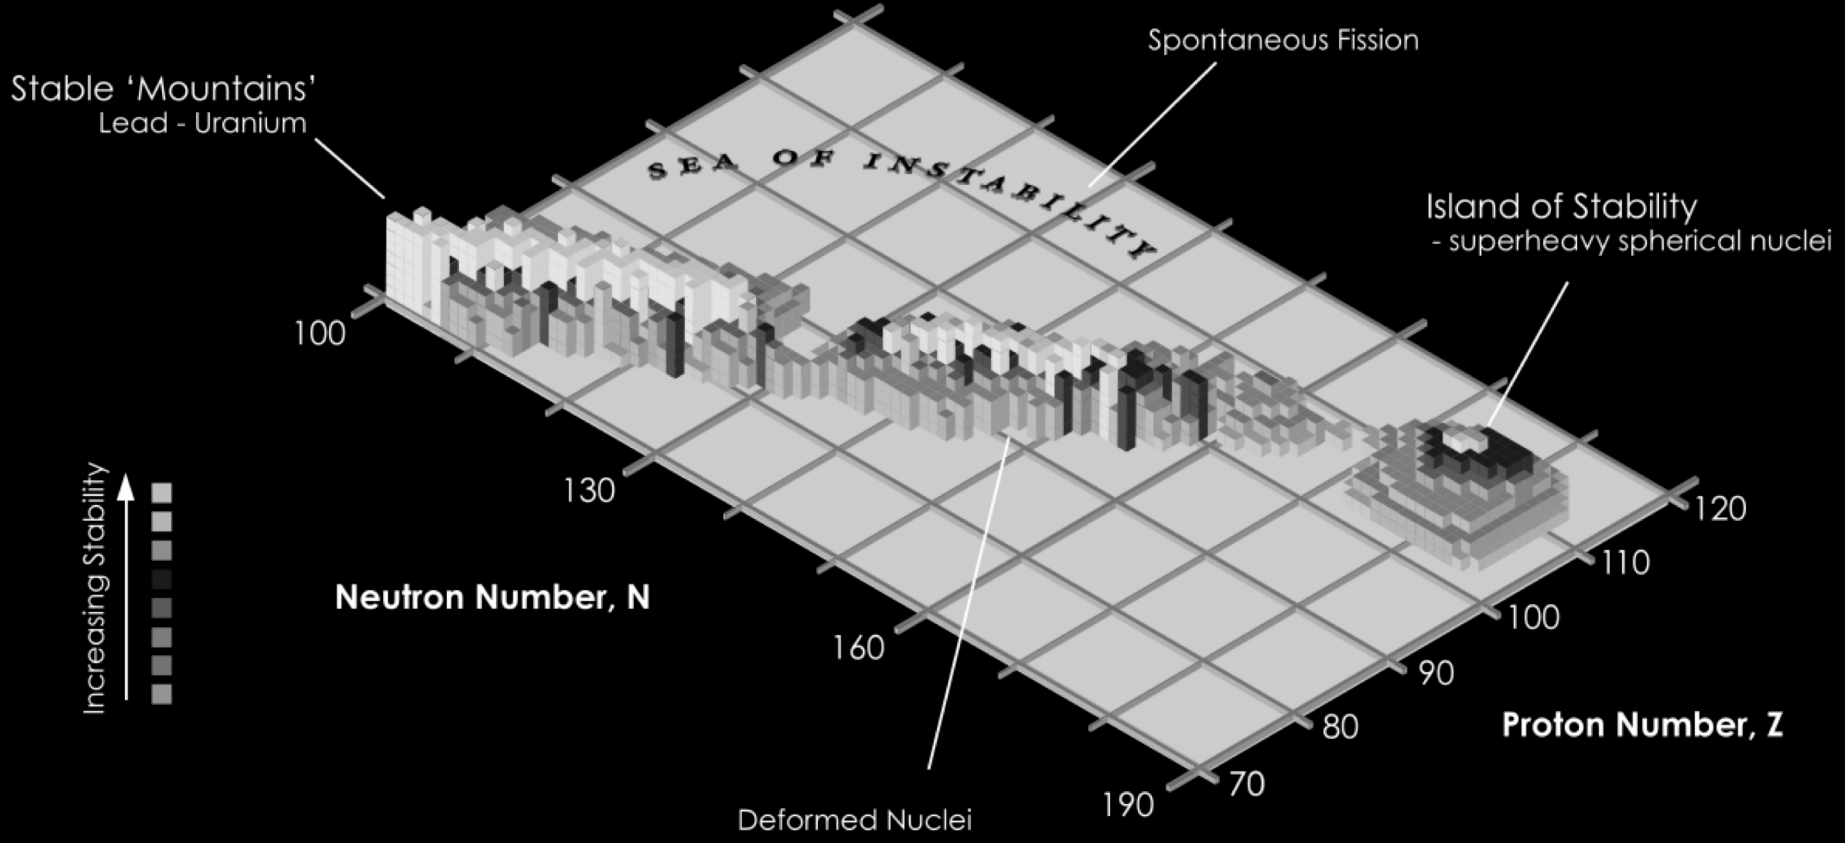 Spontaneous Fission
Stable ‘Mountains’
Lead - Uranium
SEA OF INSTABILITY
Island of Stability
- superheavy spherical nuclei
100
130
160
190
Neutron Number, N
120
110
100
90
80
70
Proton Number, Z
Increasing Stability
Deformed Nuclei